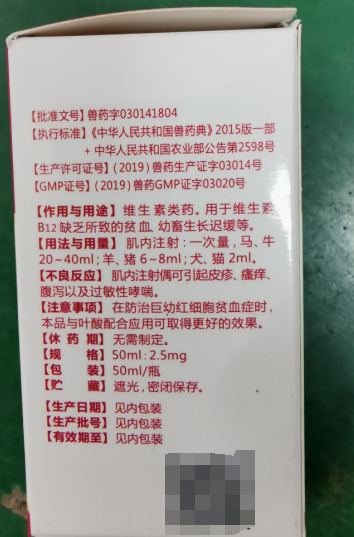 【批准文号】兽药字030141804
【执行标准】《中华人民共和国兽药典》2015版一部
+中华人民共和国农业部公告第2598号
【生产许可证号】(2019)兽药生产证字03014号
【GMP证号】(2019)兽药GMP证字03020号
【作用与用途】维生素类药。用于维生素
B12缺乏所致的贫血、幼畜生长迟缓等。
【用法与用量】肌内注射:一次量,马、牛
20~40ml;羊、猪6~8ml;犬、猫2ml。
【不良反应】肌内注射偶可引起皮疹、瘙痒、
腹泻以及过敏性哮喘。
【注意事项】在防治巨幼红细胞贫血症时,
本品与叶酸配合应用可取得更好的效果。
【休药期】无需制定。
【规格】50ml:2.5mg
【包装】50ml/瓶
【贮藏】遮光,密闭保存。
【生产日期】见内包装
【生产批号】见内包装
【有效期至】见内包装